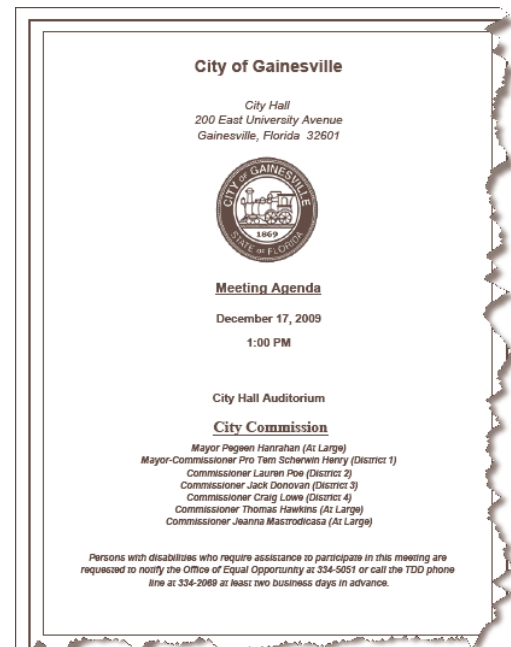 City of Gainesville
City Hall
200 East University Avenue
Gainesville, Florida 32601
CITY OF GAINESVILLE
1869
STATE OF FLORIDA
Meeting Agenda
December 17, 2009
1:00 PM
City Hall Auditorium
City Commission
Mayor Pegeen Hanrahan (At Large)
Mayor-Commissioner Pro Tem Scherwin Henry (District 1)
Commissioner Lauren Poe (District 2)
Commissioner Jack Donovan (District 3)
Commissioner Craig Lowe (District 4)
Commissioner Thomas Hawkins (At Large)
Commissioner Jeanna Mastrodicasa (At Large)
Persons with disabilities who require assistance to participate in this meeting are
requested to notify the Office of Equal Opportunity at 334-5051 or call the TDD phone
line at 334-2069 at least two business days in advance.